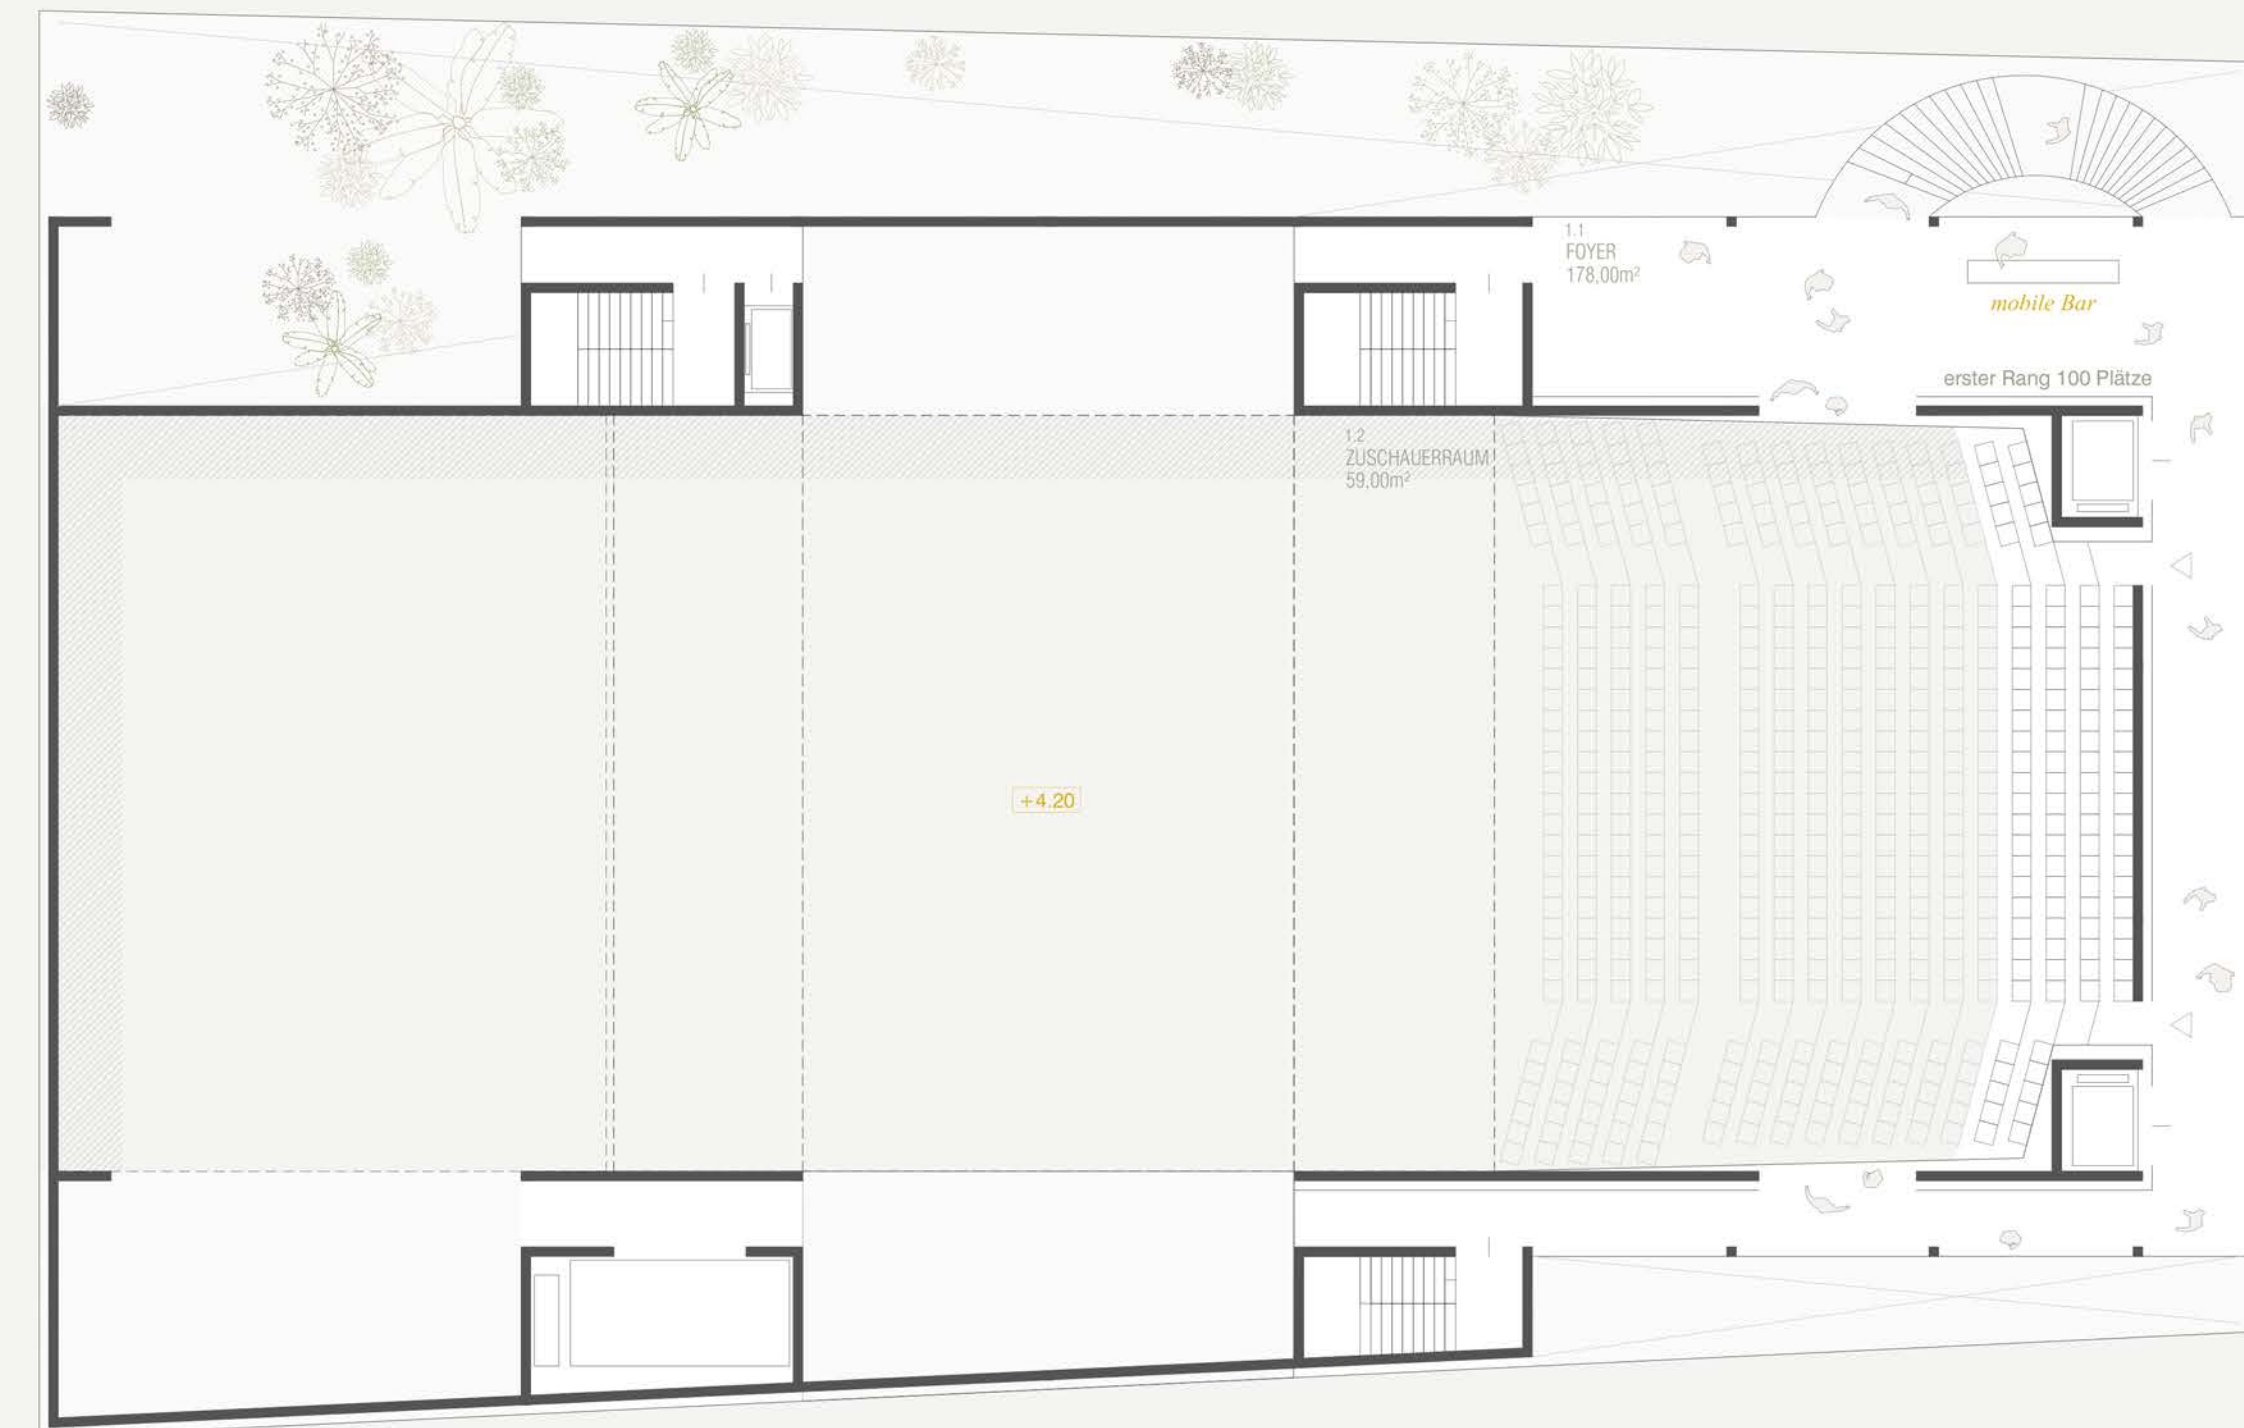 1.1
FOYER
178,00m²
mobile Bar
erster Rang 100 Plätze
1.2
ZUSCHAUERRAUM
59,00m²
+4.20